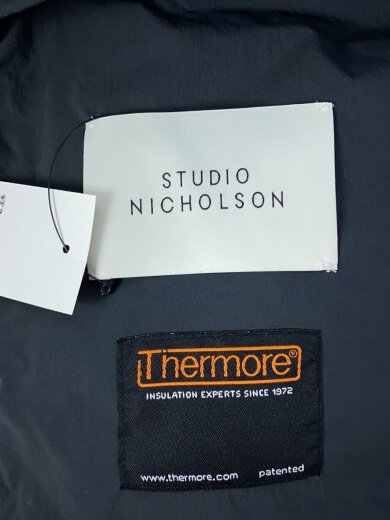 STUDIO
NICHOLSON
Thermore®
INSULATION EXPERTS SINCE 1972
www.thermore.com patented